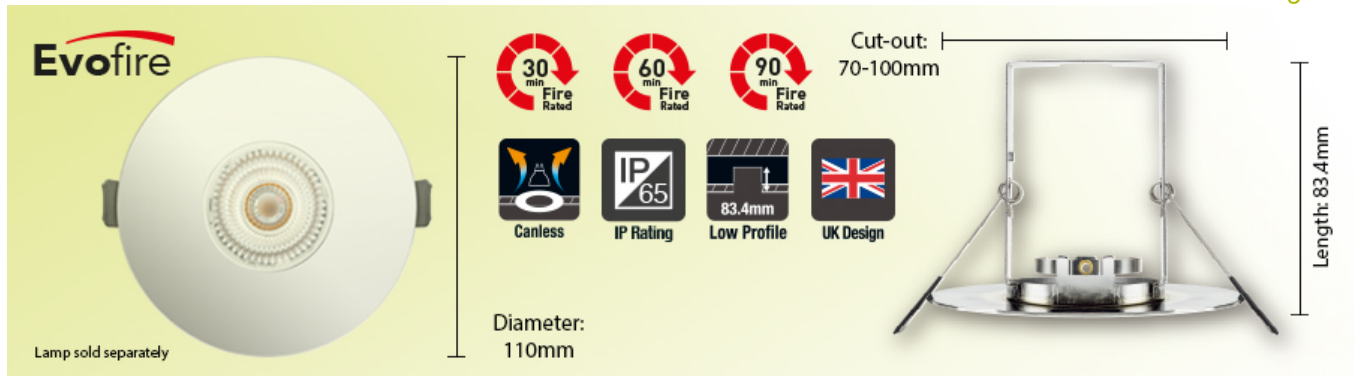 Evofire
Lamp sold separately
Diameter:
110mm
30
min
Fire
Rated
60
min
Fire
Rated
90
min
Fire
Rated
Canless
IP
65
IP Rating
83.4mm
Low Profile
UK Design
Cut-out:
70-100mm
Length: 83.4mm